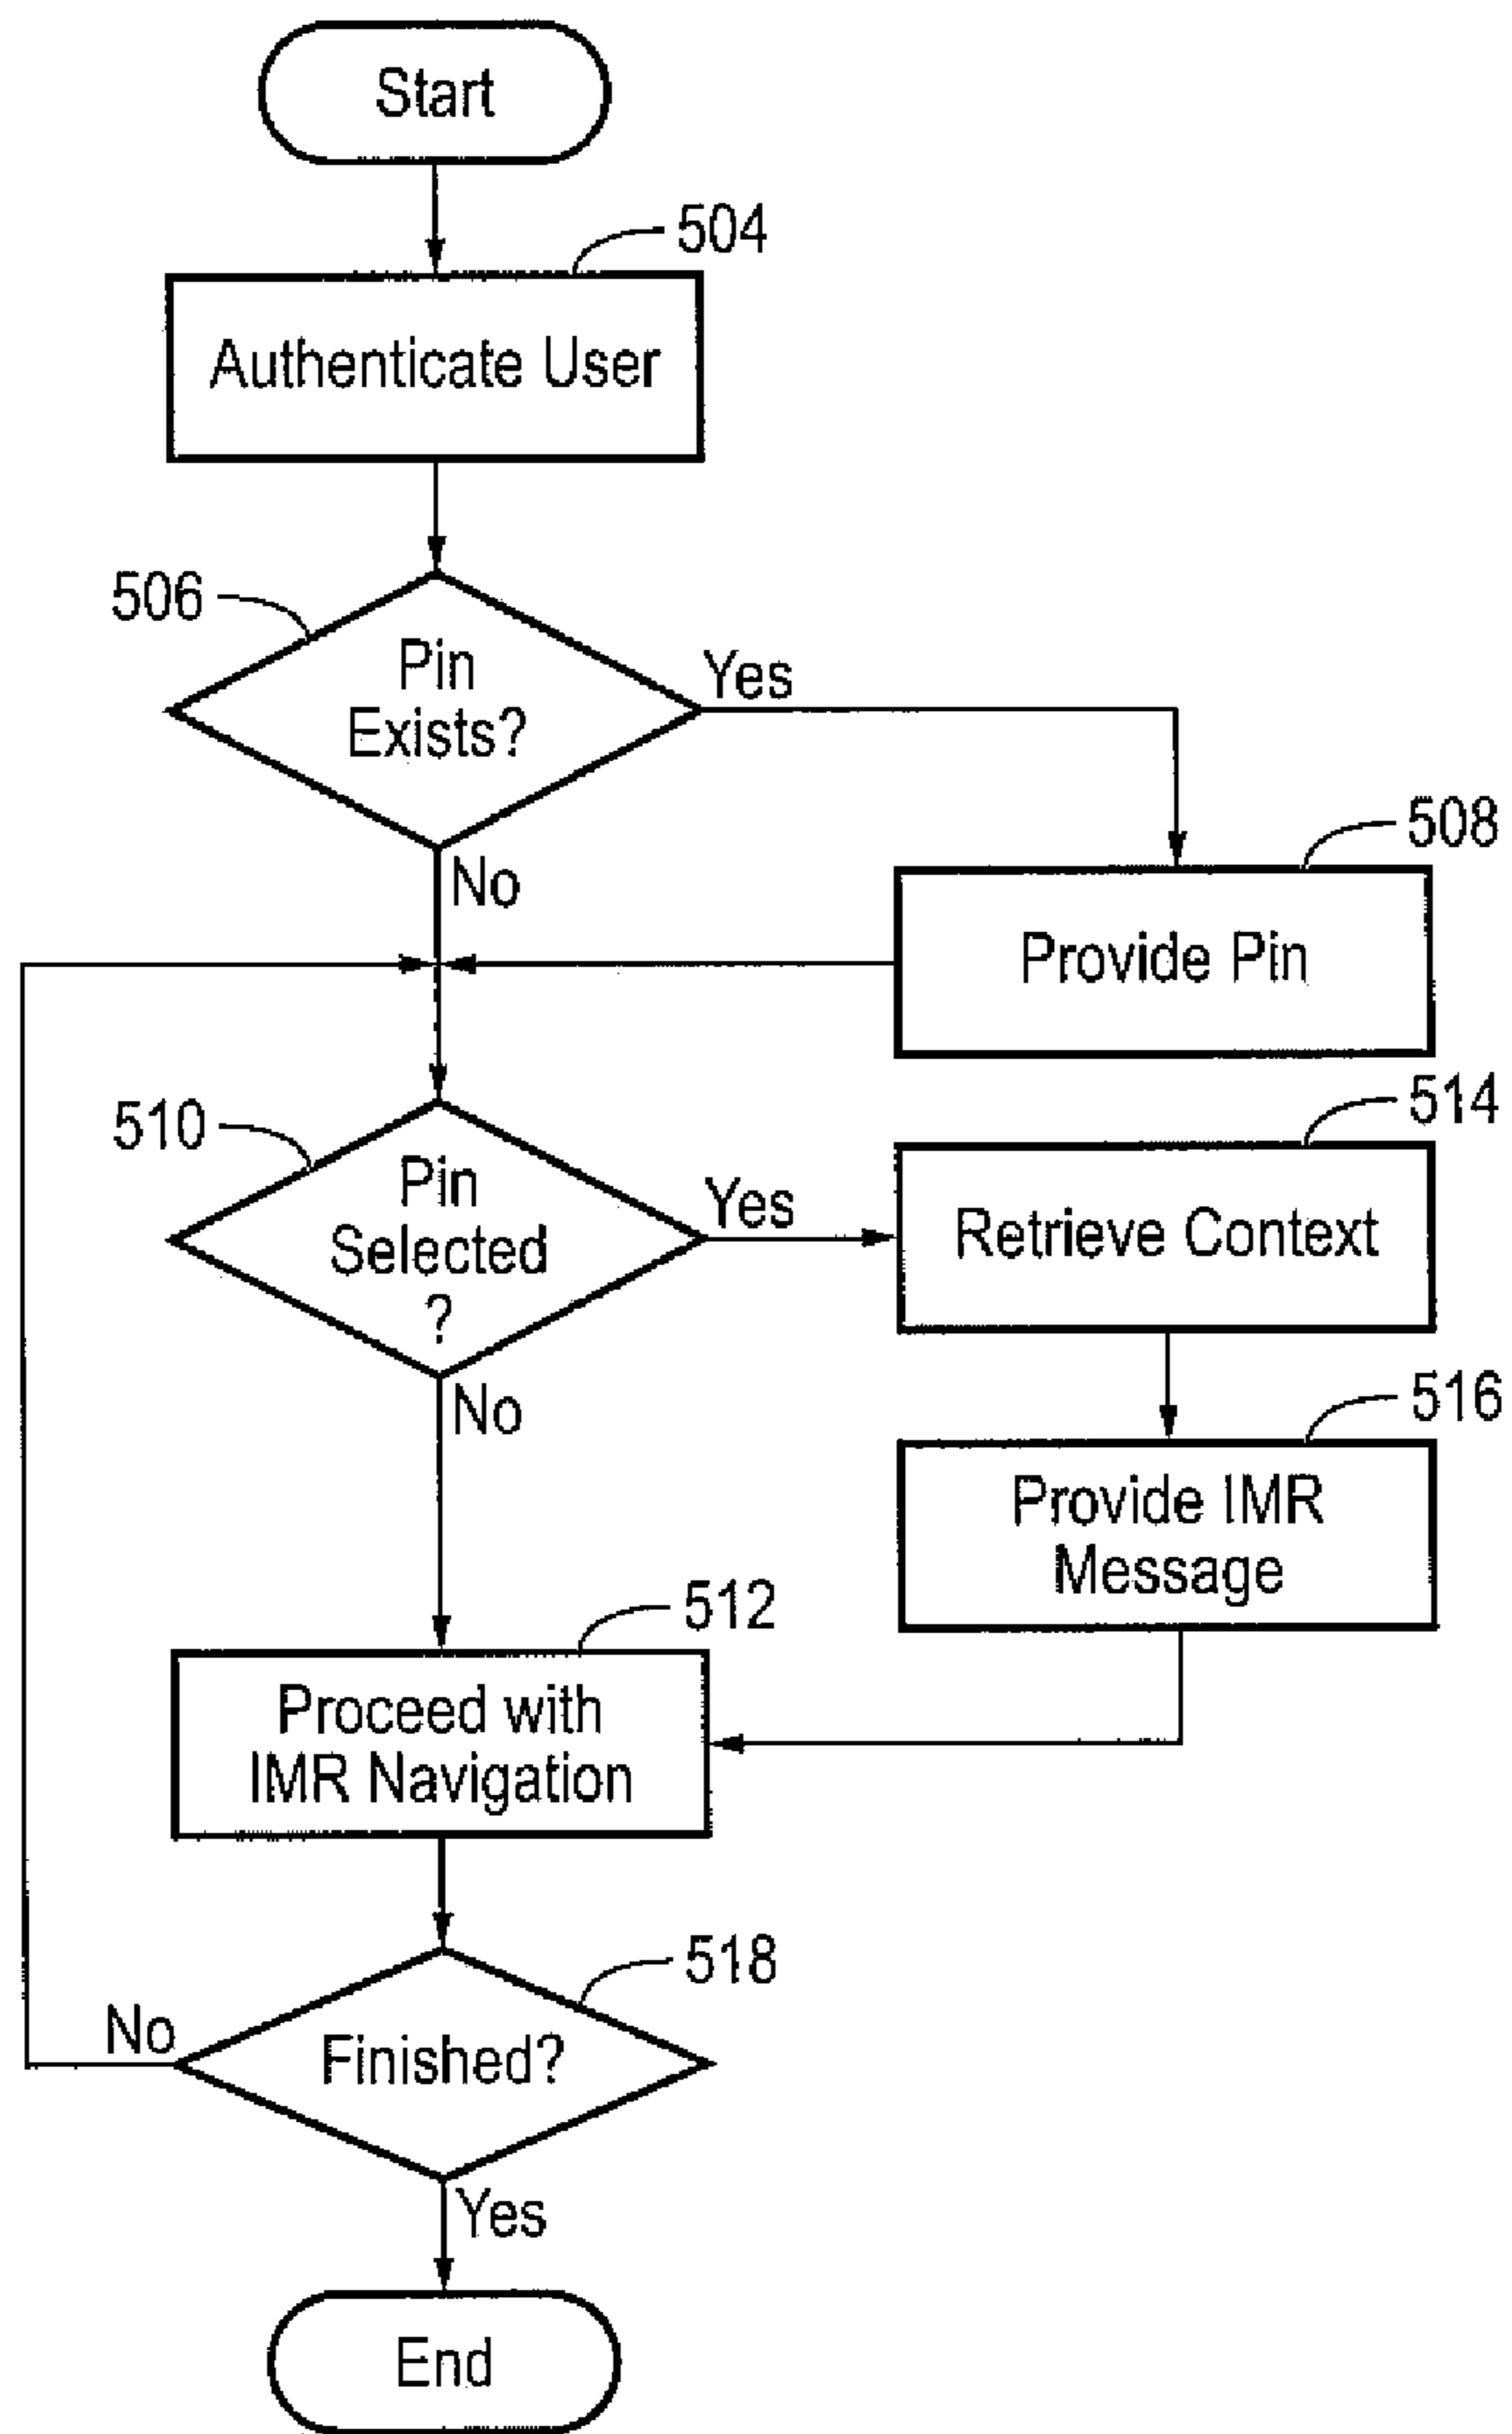 Start
504
Authenticate User
506
Pin
Exists?
Yes
No
508
Provide Pin
510
Pin
Selected
?
Yes
No
514
Retrieve Context
516
Provide IMR
Message
512
Proceed with
IMR Navigation
518
Finished?
No
Yes
End